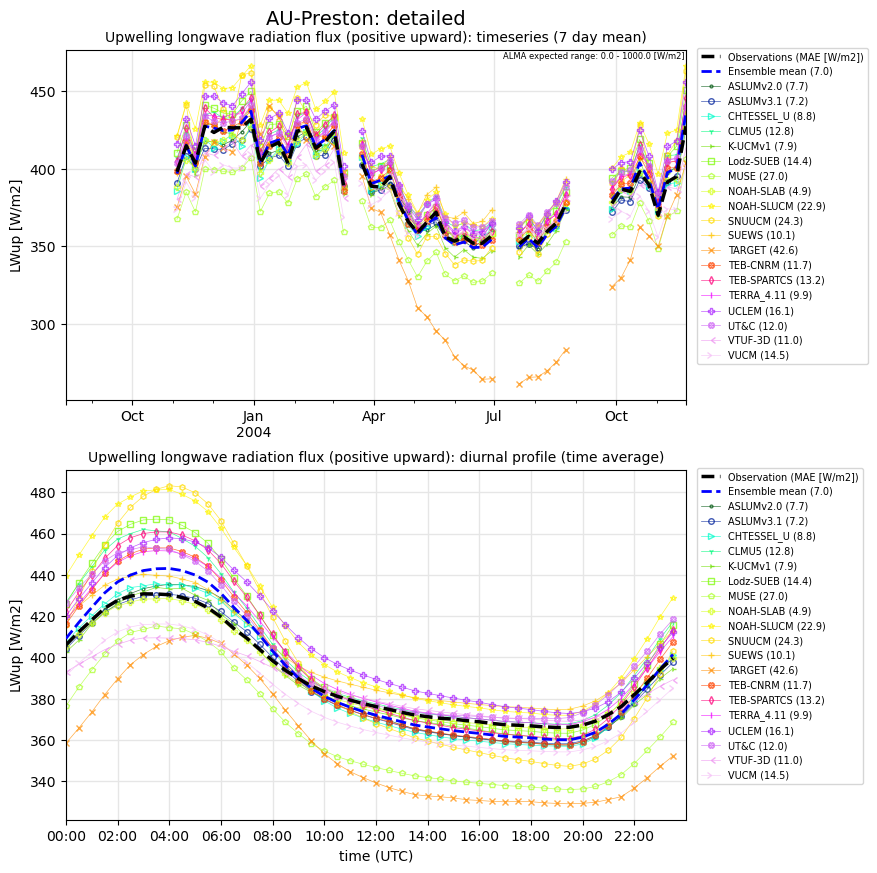 AU-Preston: detailed
Upwelling longwave radiation flux (positive upward): timeseries (7 day mean)
ALMA expected range: 0.0 - 1000.0 [W/m2]
LWup [W/m2]
450
400
350
300
Oct
Jan
2004
Apr
Jul
Oct
Observations (MAE [W/m2])
Ensemble mean (7.0)
ASLUMv2.0 (7.7)
ASLUMv3.1 (7.2)
CHTESSEL_U (8.8)
CLMU5 (12.8)
K-UCMv1 (7.9)
Lodz-SUEB (14.4)
MUSE (27.0)
NOAH-SLAB (4.9)
NOAH-SLUCM (22.9)
SNUUCM (24.3)
SUEWS (10.1)
TARGET (42.6)
TEB-CNRM (11.7)
TEB-SPARTCS (13.2)
TERRA_4.11 (9.9)
UCLEM (16.1)
UT&C (12.0)
VTUF-3D (11.0)
VUCM (14.5)
Upwelling longwave radiation flux (positive upward): diurnal profile (time average)
LWup [W/m2]
480
460
440
420
400
380
360
340
00:00
02:00
04:00
06:00
08:00
10:00
12:00
14:00
16:00
18:00
20:00
22:00
time (UTC)
Observation (MAE [W/m2])
Ensemble mean (7.0)
ASLUMv2.0 (7.7)
ASLUMv3.1 (7.2)
CHTESSEL_U (8.8)
CLMU5 (12.8)
K-UCMv1 (7.9)
Lodz-SUEB (14.4)
MUSE (27.0)
NOAH-SLAB (4.9)
NOAH-SLUCM (22.9)
SNUUCM (24.3)
SUEWS (10.1)
TARGET (42.6)
TEB-CNRM (11.7)
TEB-SPARTCS (13.2)
TERRA_4.11 (9.9)
UCLEM (16.1)
UT&C (12.0)
VTUF-3D (11.0)
VUCM (14.5)